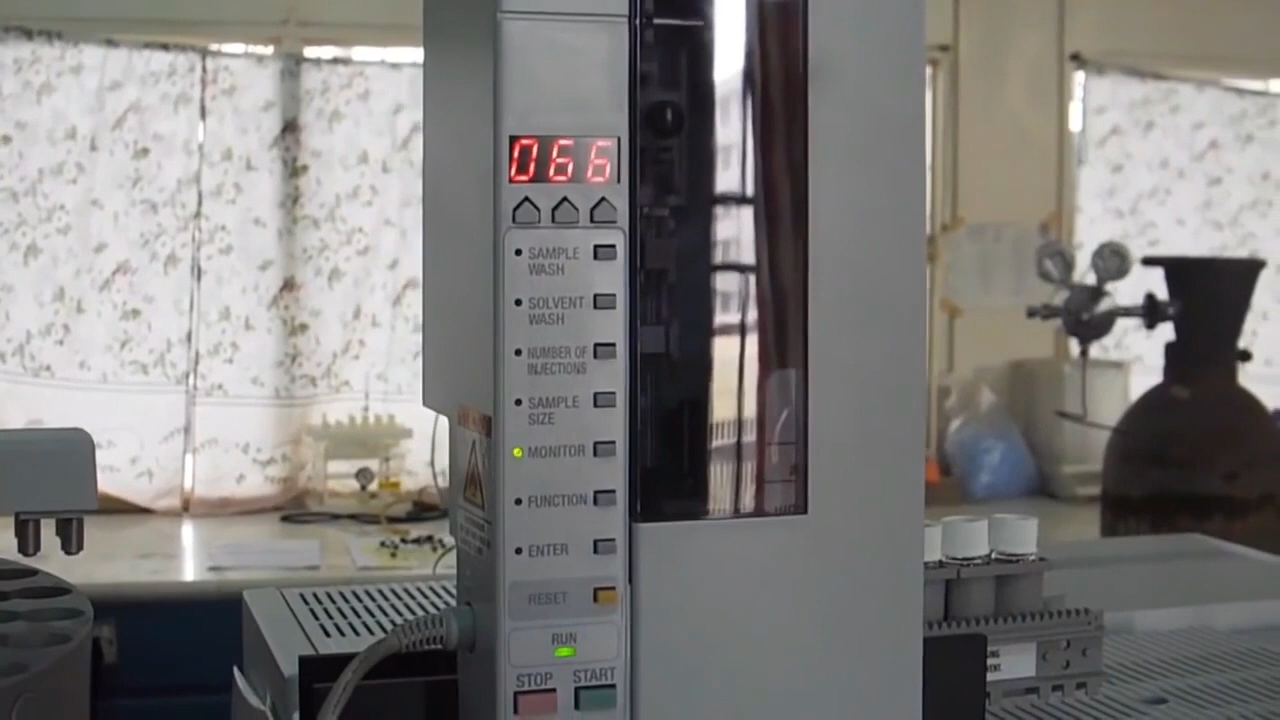 066
SAMPLE
WASH
SOLVENT
WASH
NUMBER OF
INJECTIONS
SAMPLE
SIZE
MONITOR
FUNCTION
ENTER
RESET
RUN
STOP START